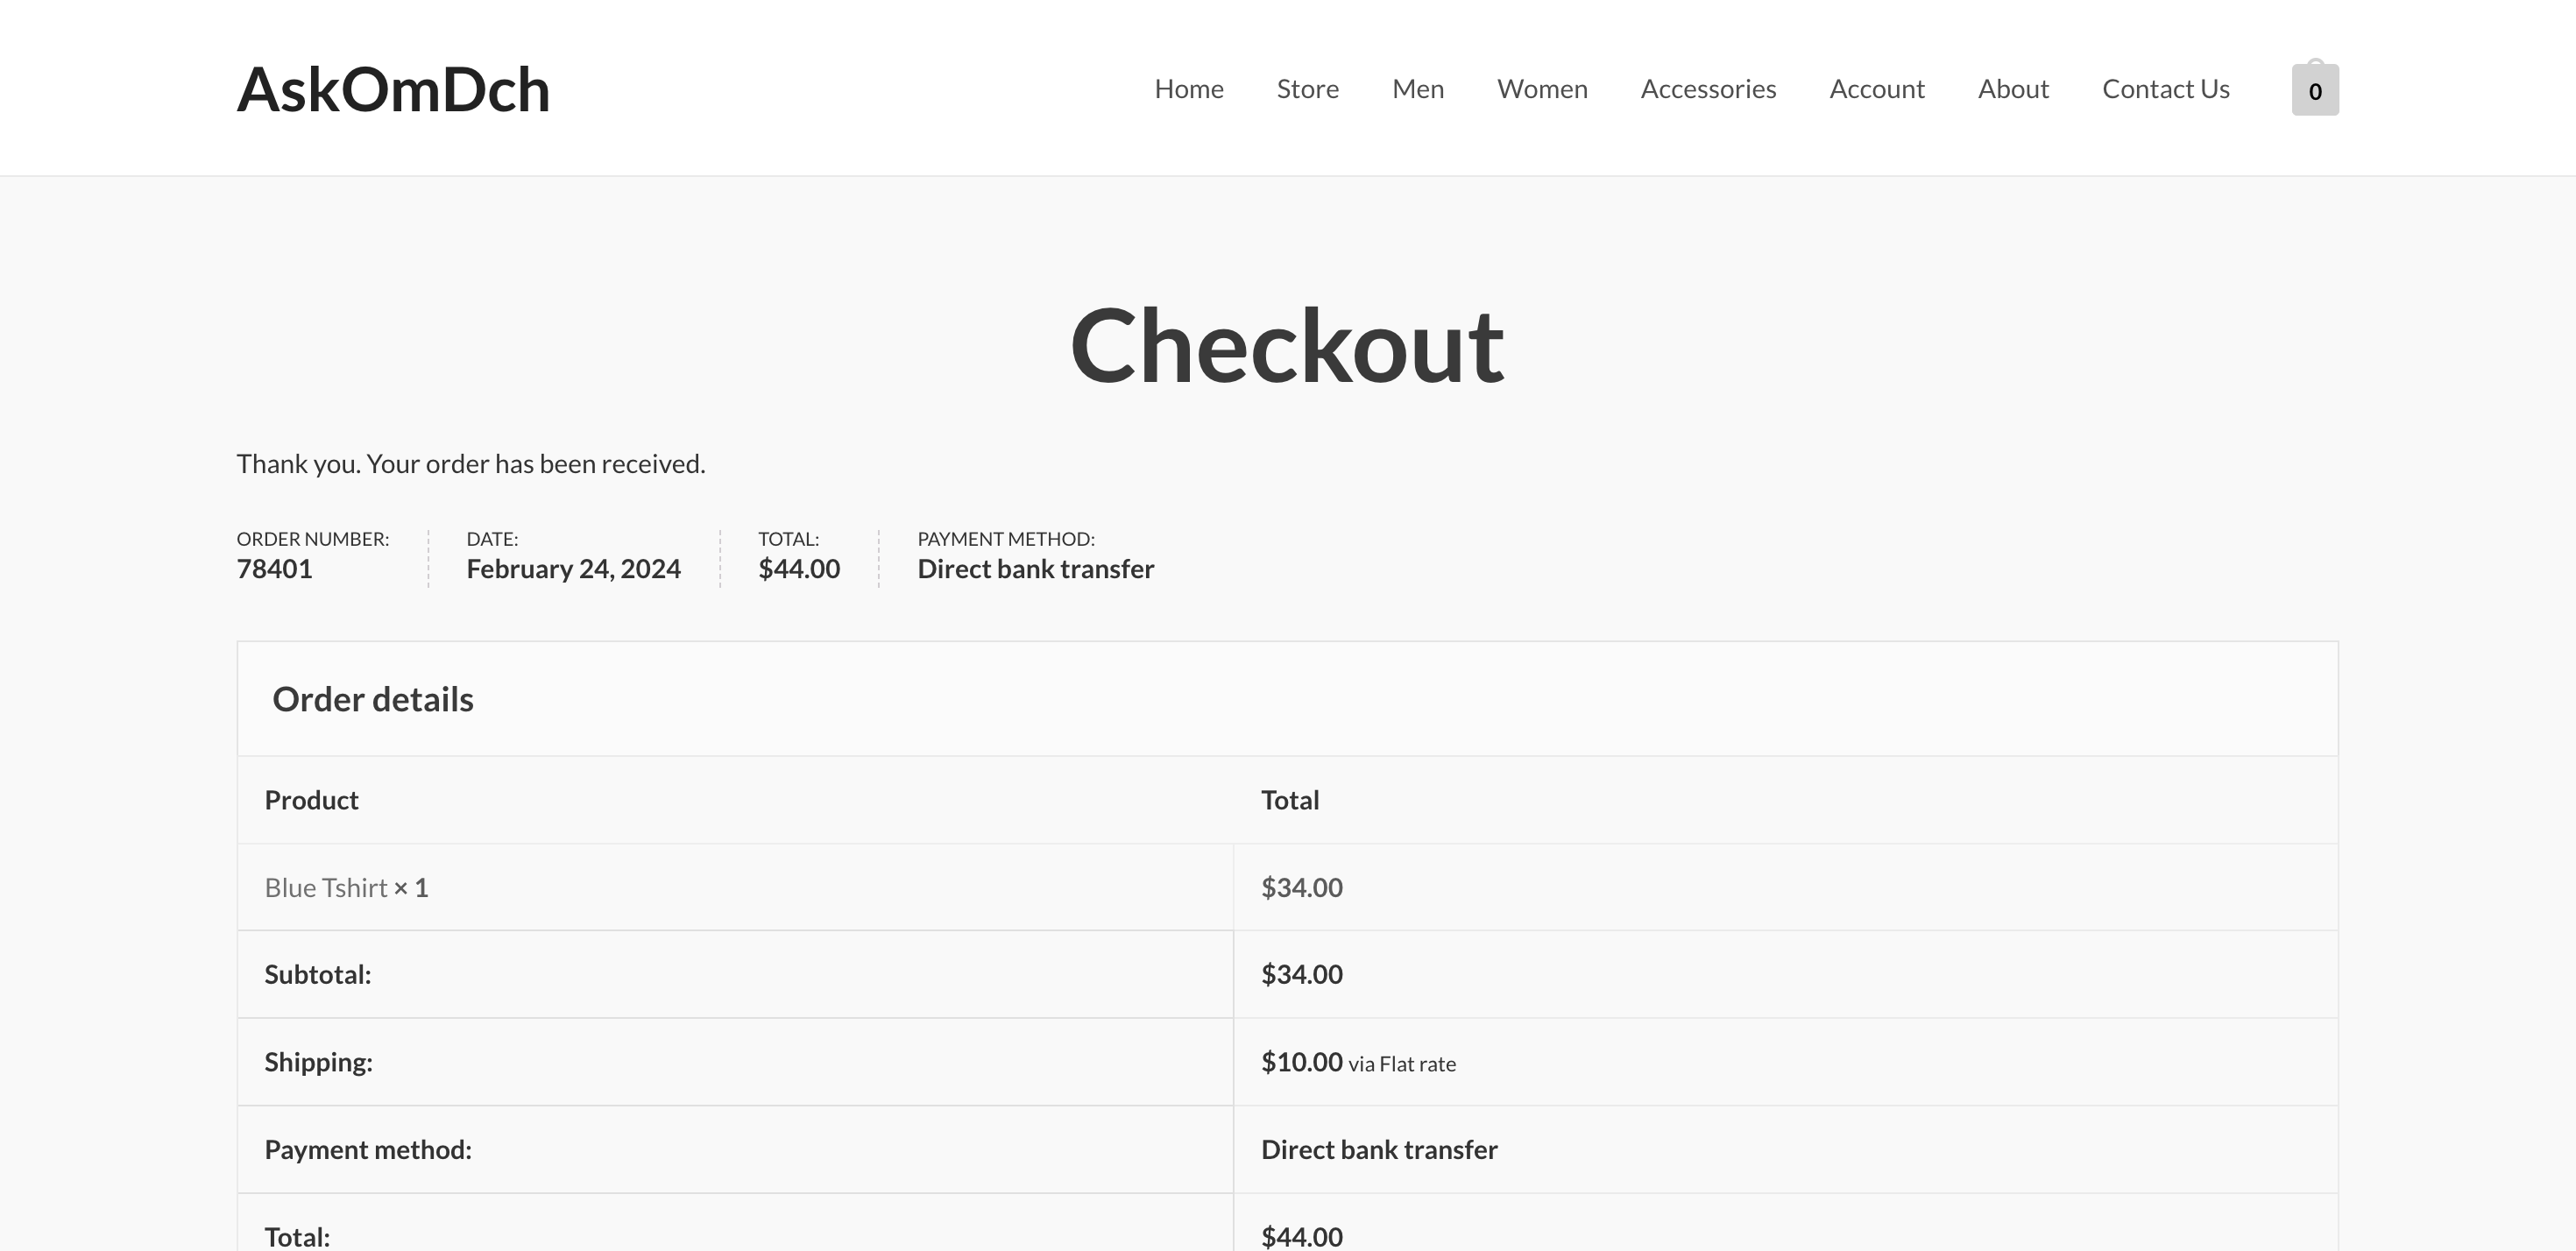 AskOmDch
Home Store Men Women Accessories Account About Contact Us 0
Checkout
Thank you. Your order has been received.
ORDER NUMBER: DATE: TOTAL: PAYMENT METHOD:
78401 February 24, 2024 $44.00 Direct bank transfer
Order details
Product Total
Blue Tshirt × 1 $34.00
Subtotal: $34.00
Shipping: $10.00 via Flat rate
Payment method: Direct bank transfer
Total: $44.00